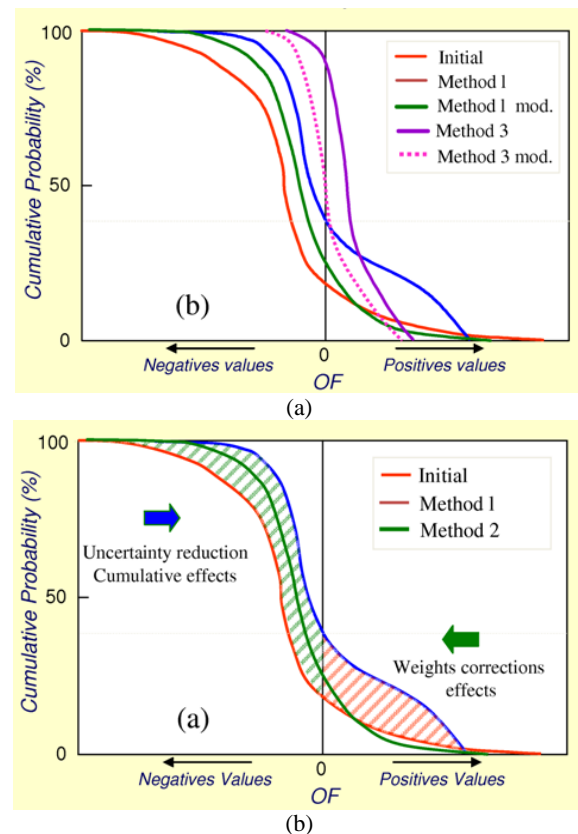 100
50
0
Cumulative Probability (%)
Initial
Method l
Method l mod.
Method 3
Method 3 mod.
(b)
0
Negatives values
Positives values
OF
(a)
100
50
0
Cumulative Probability (%)
Initial
Method l
Method 2
Uncertainty reduction
Cumulative effects
Weights corrections
effects
(a)
0
Negatives Values
Positives Values
OF
(b)